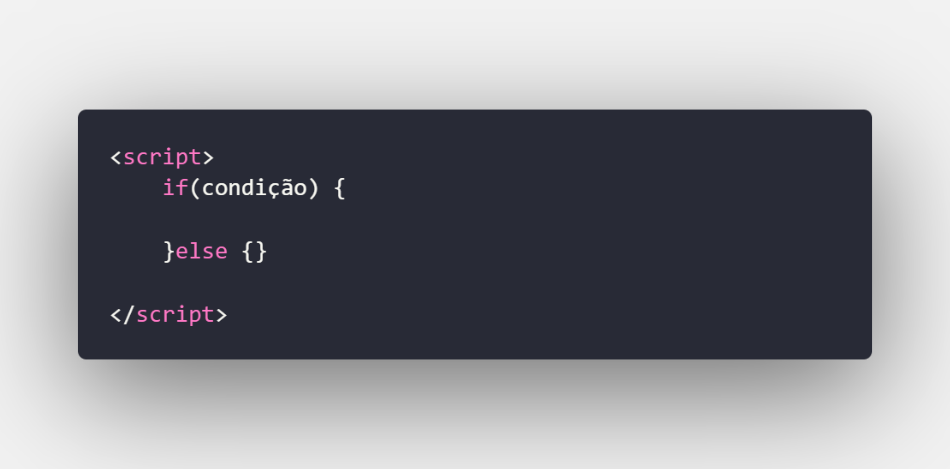 <script>
if(condição) {
}else {}
</script>